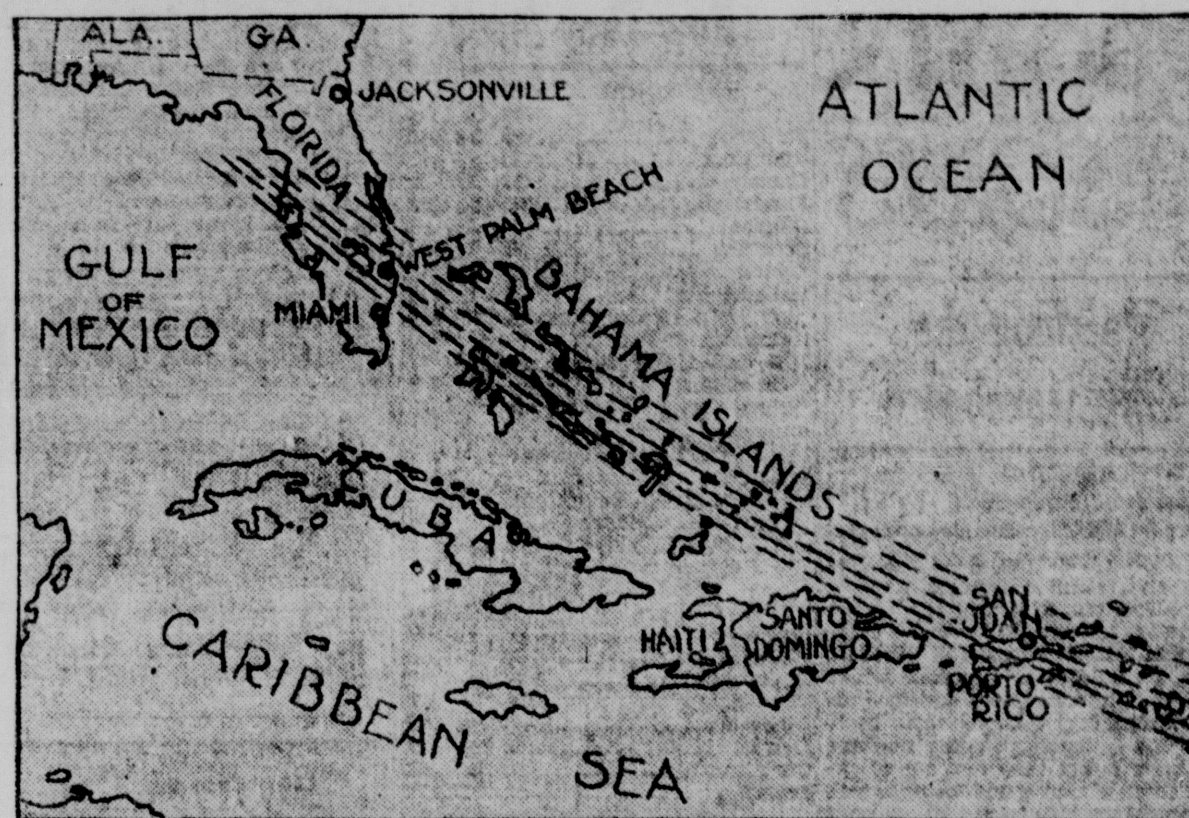 ALA.
GA.
JACKSONVILLE
FLORIDA
ATLANTIC
OCEAN
WEST PALM BEACH
GULF
OF
MEXICO
MIAMI
BAHAMA ISLANDS
CUBA
SAN
JUAN
HAITI
SANTO
DOMINGO
PORTO
RICO
CARIBBEAN
SEA